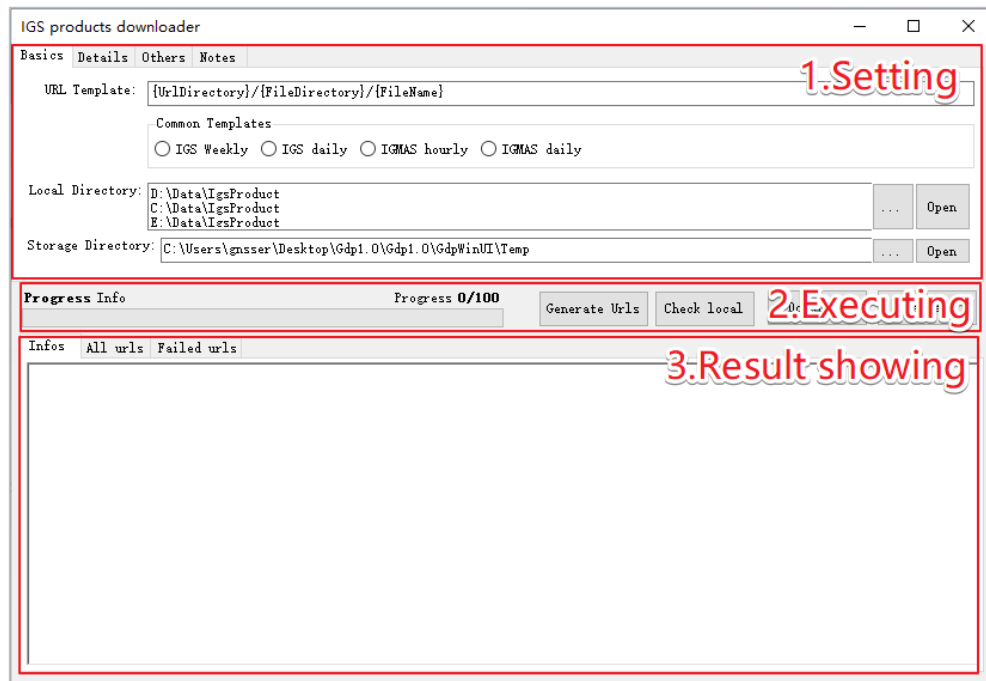 IGS products downloader
Basics Details Others Notes
1.Setting
URL Template: {UrlDirectory}/{FileDirectory}/{FileName}
Common Templates
IGS Weekly IGS daily IGMAS hourly IGMAS daily
Local Directory: D:\Data\IgsProduct
C:\Data\IgsProduct
E:\Data\IgsProduct
... Open
Storage Directory: C:\Users\gnsser\Desktop\Gdp1.0\Gdp1.0\GdpWinUI\Temp ... Open
Progress Info Progress 0/100 Generate Urls Check local
2.Executing
Infos All urls Failed urls
3.Result showing